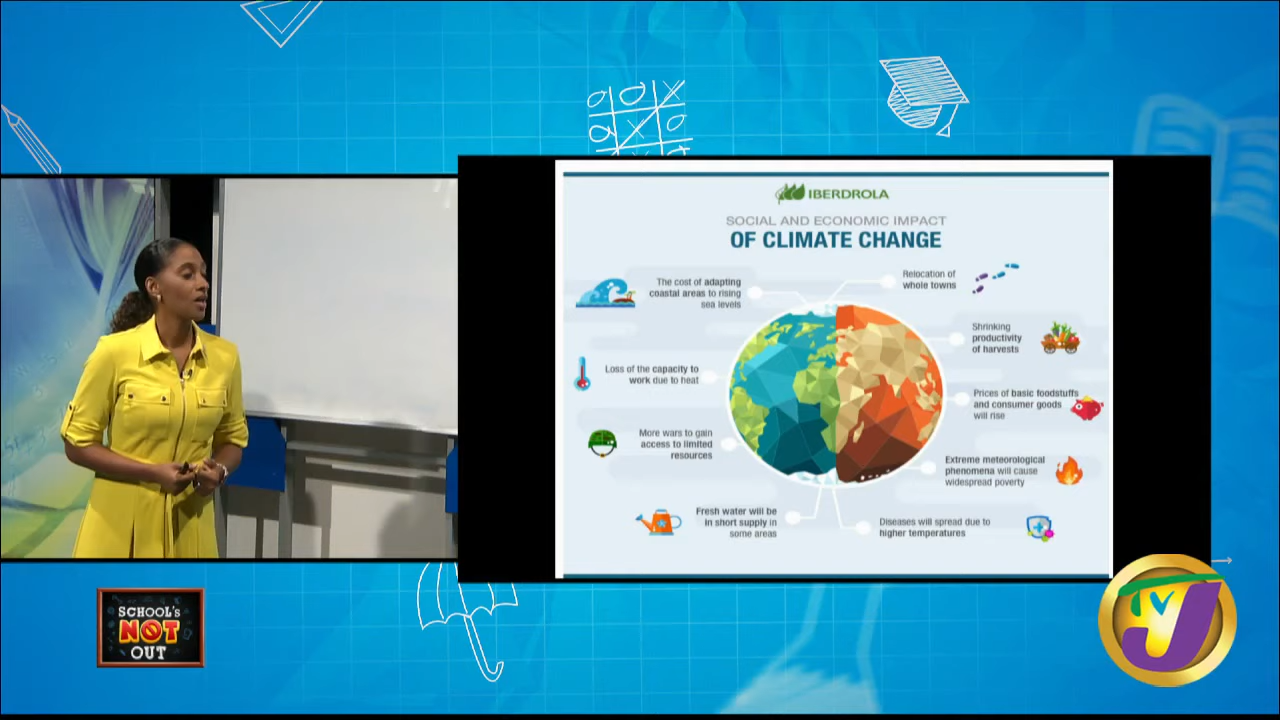 IBERDROLA
SOCIAL AND ECONOMIC IMPACT
OF CLIMATE CHANGE
The cost of adapting
coastal areas to rising
sea levels
Loss of the capacity to
work due to heat
More wars to gain
access to limited
resources
Fresh water will be
in short supply in
some areas
Relocation of
whole towns
Shrinking
productivity
of harvests
Prices of basic foodstuffs
and consumer goods
will rise
Extreme meteorological
phenomena will cause
widespread poverty
Diseases will spread due to
higher temperatures
SCHOOL'S
NOT
OUT
TVJ